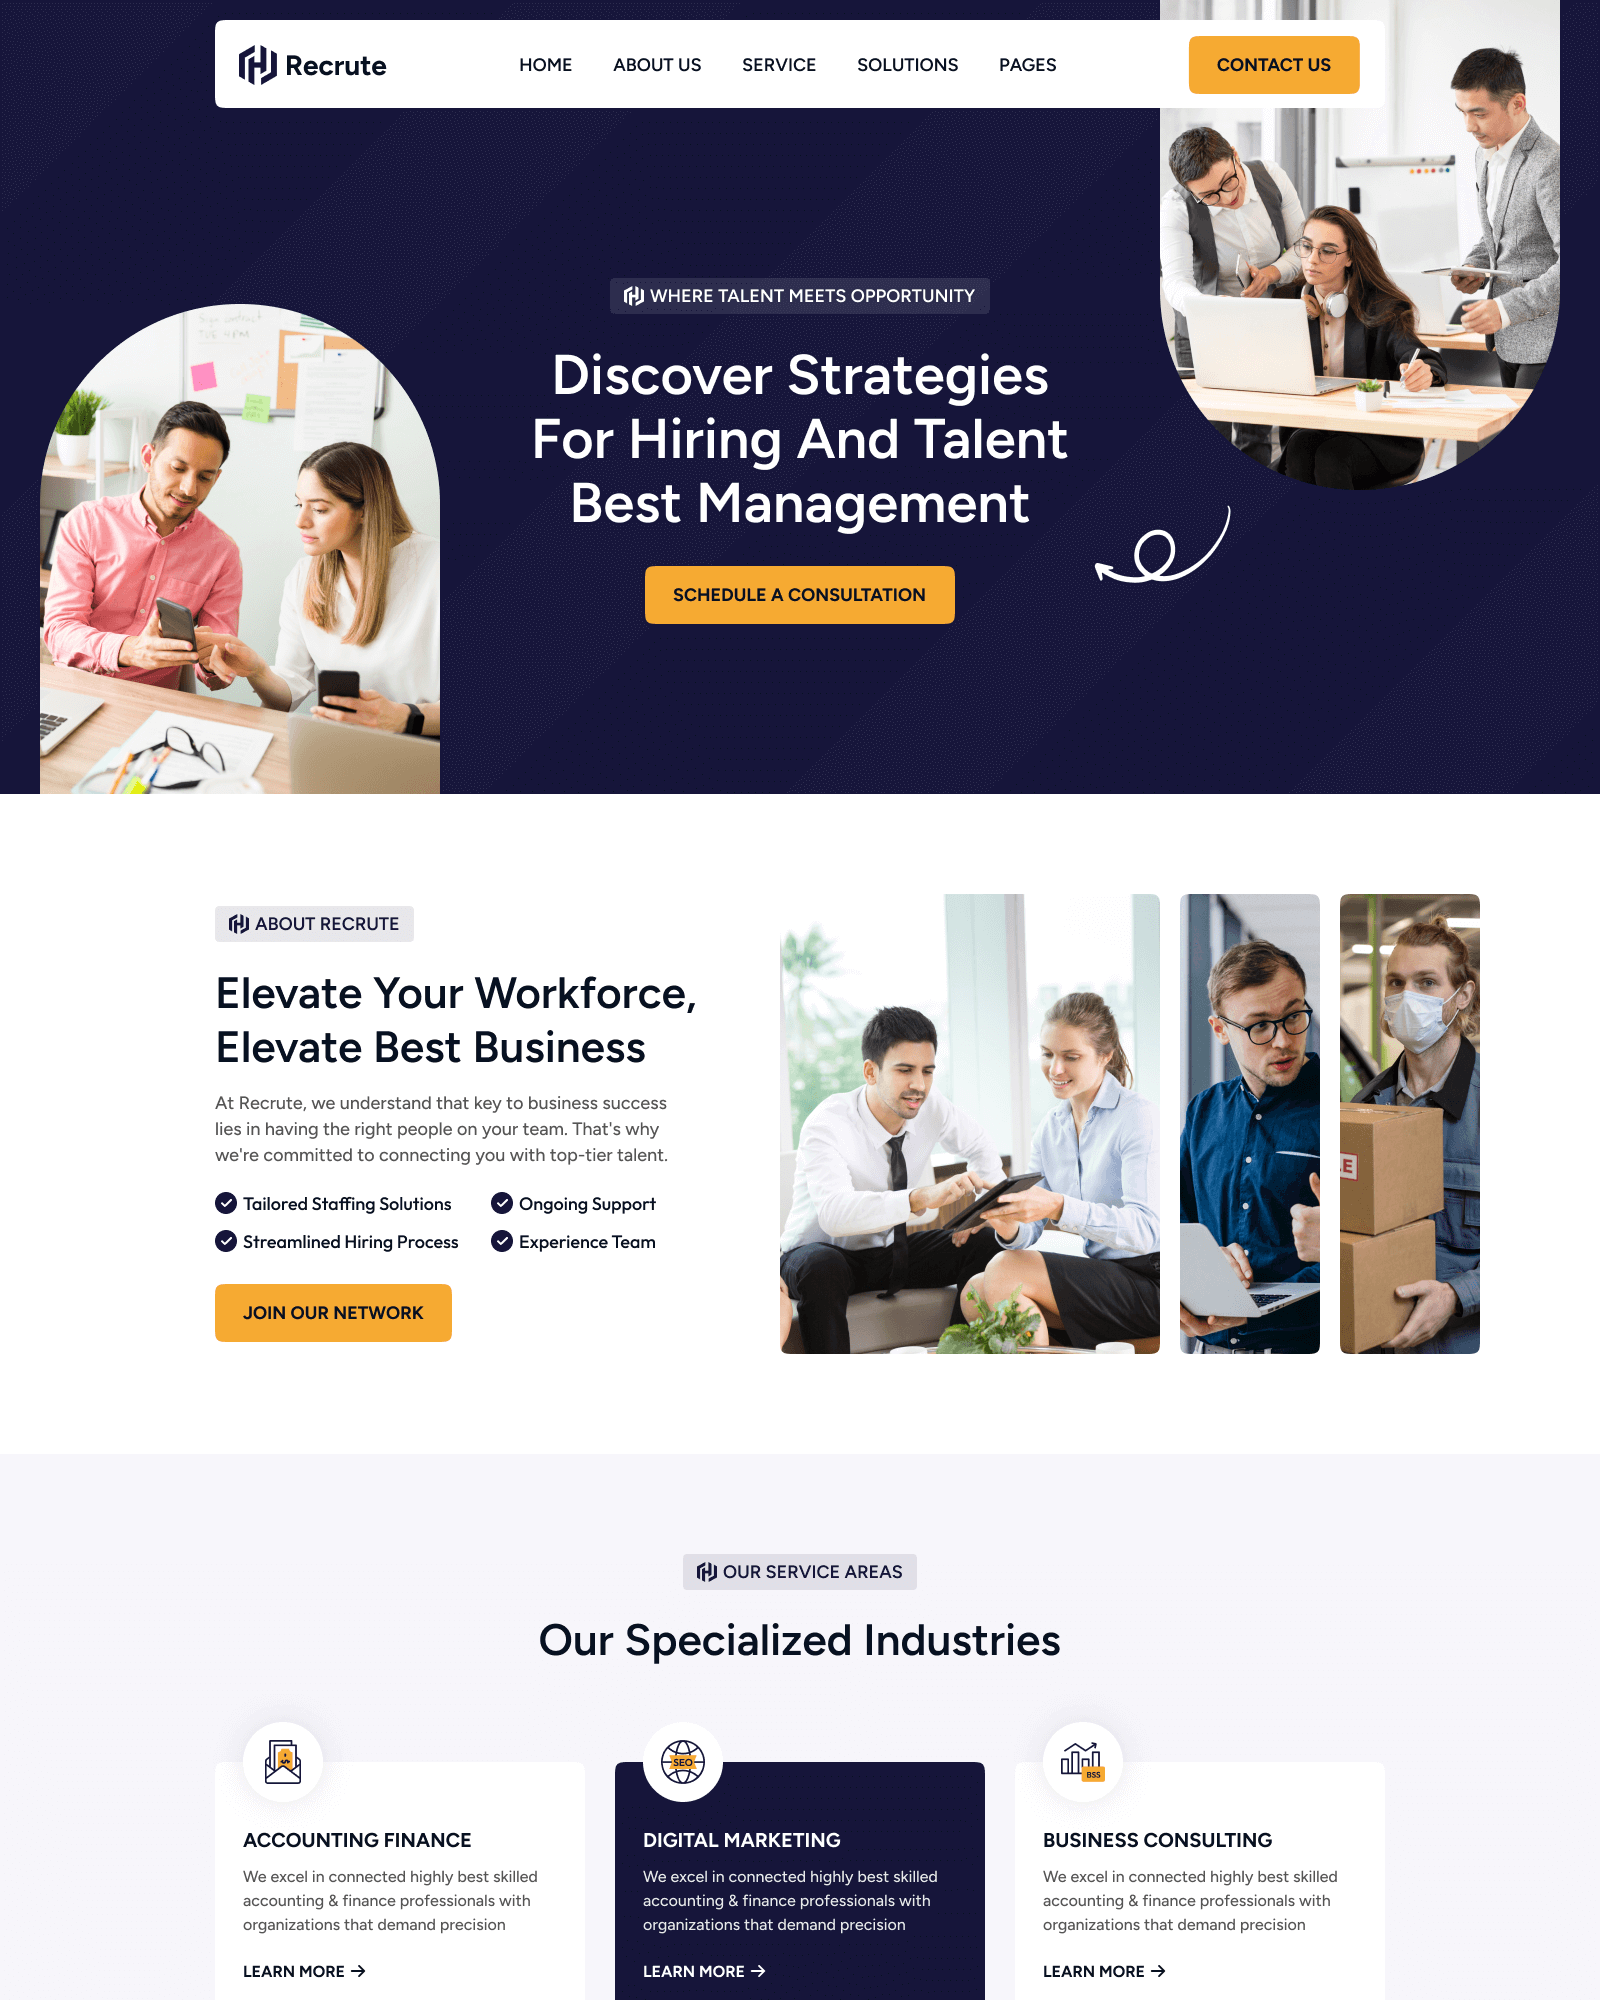 Recrute
HOME ABOUT US SERVICE SOLUTIONS PAGES
CONTACT US
WHERE TALENT MEETS OPPORTUNITY
Discover Strategies
For Hiring And Talent
Best Management
SCHEDULE A CONSULTATION
ABOUT RECRUTE
Elevate Your Workforce,
Elevate Best Business
At Recrute, we understand that key to business success
lies in having the right people on your team. That's why
we're committed to connecting you with top-tier talent.
Tailored Staffing Solutions
Ongoing Support
Streamlined Hiring Process
Experience Team
JOIN OUR NETWORK
OUR SERVICE AREAS
Our Specialized Industries
ACCOUNTING FINANCE
We excel in connected highly best skilled
accounting & finance professionals with
organizations that demand precision
LEARN MORE
SEO
DIGITAL MARKETING
We excel in connected highly best skilled
accounting & finance professionals with
organizations that demand precision
LEARN MORE
BSS
BUSINESS CONSULTING
We excel in connected highly best skilled
accounting & finance professionals with
organizations that demand precision
LEARN MORE